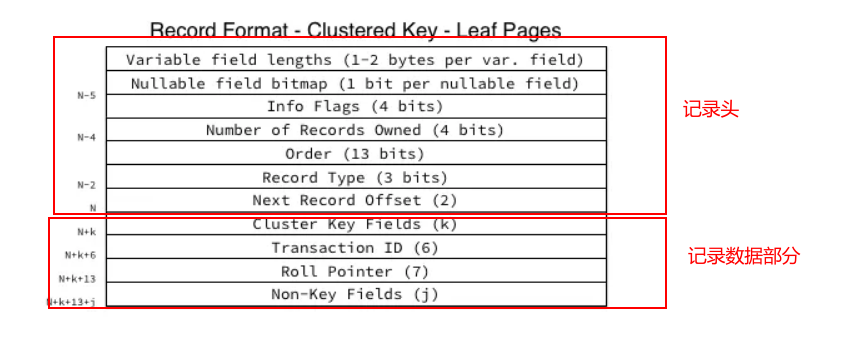 Record Format - Clustered Key - Leaf Pages
Variable field lengths (1-2 bytes per var. field)
Nullable field bitmap (1 bit per nullable field)
N-5
Info Flags (4 bits)
记录头
Number of Records Owned (4 bits)
N-4
Order (13 bits)
Record Type (3 bits)
N-2
Next Record Offset (2)
N
Cluster Key Fields (k)
N+k
Transaction ID (6)
N+k+6
记录数据部分
Roll Pointer (7)
N+k+13
Non-Key Fields (j)
N+k+13+j